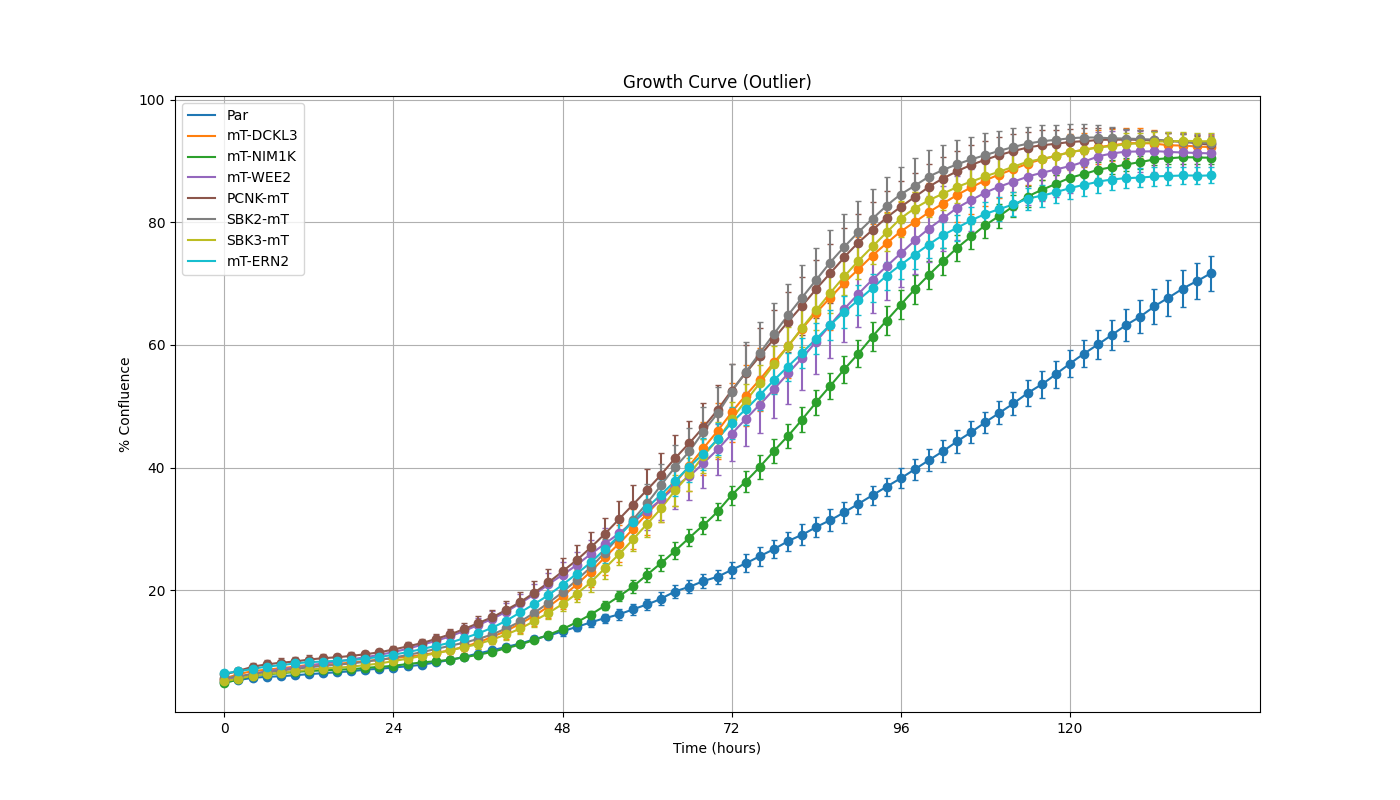 Growth Curve (Outlier)
100
80
60
40
20
% Confluence
Par
mT-DCKL3
mT-NIM1K
mT-WEE2
PCNK-mT
SBK2-mT
SBK3-mT
mT-ERN2
0 24 48 72 96 120
Time (hours)